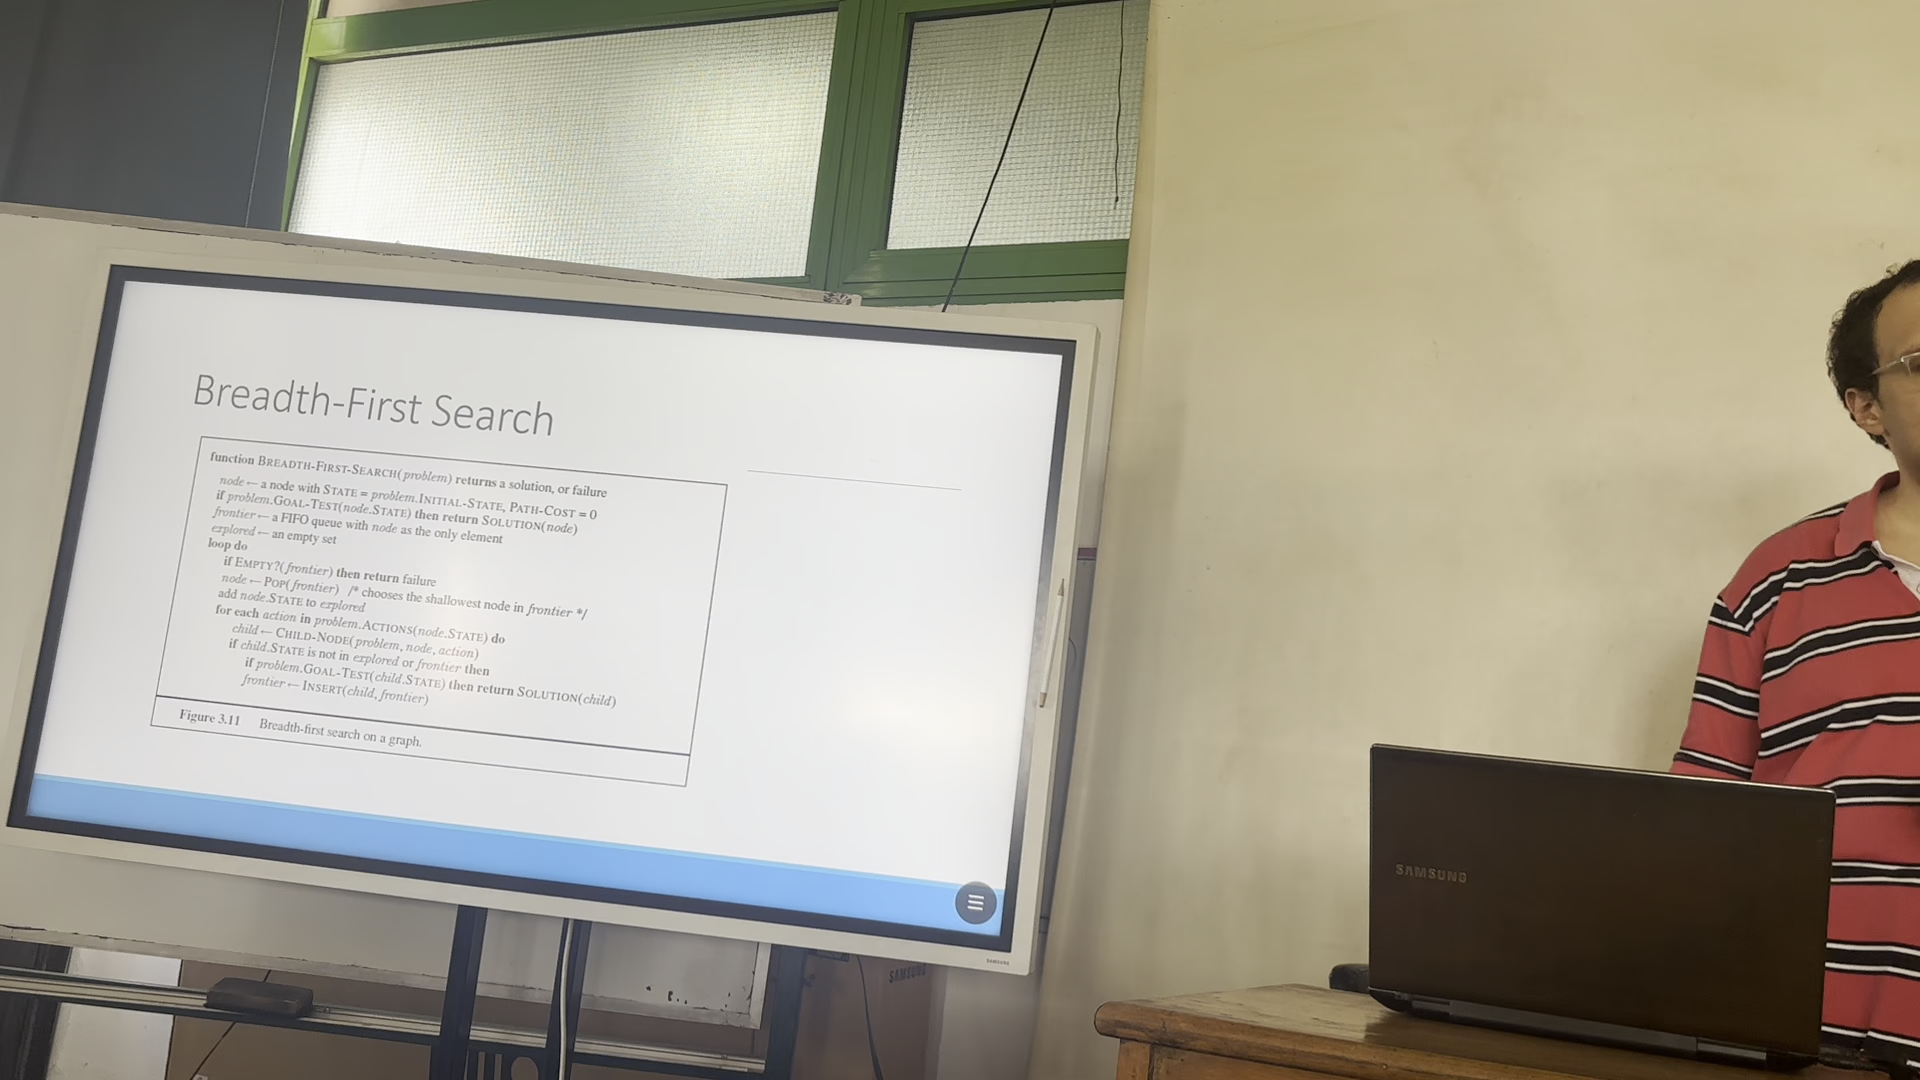 Breadth-First Search
function BREADTH-FIRST-SEARCH(problem) returns a solution, or failure
node ← a node with STATE = problem.INITIAL-STATE, PATH-COST = 0
if problem.GOAL-TEST(node.STATE) then return SOLUTION(node)
frontier ← a FIFO queue with node as the only element
explored ← an empty set
loop do
if EMPTY?(frontier) then return failure
node ← POP(frontier) /* chooses the shallowest node in frontier */
add node.STATE to explored
for each action in problem.ACTIONS(node.STATE) do
child ← CHILD-NODE(problem, node, action)
if child.STATE is not in explored or frontier then
if problem.GOAL-TEST(child.STATE) then return SOLUTION(child)
frontier ← INSERT(child, frontier)
Figure 3.11 Breadth-first search on a graph.
SAMSUNG
SAMSUNG
SAMSUNG